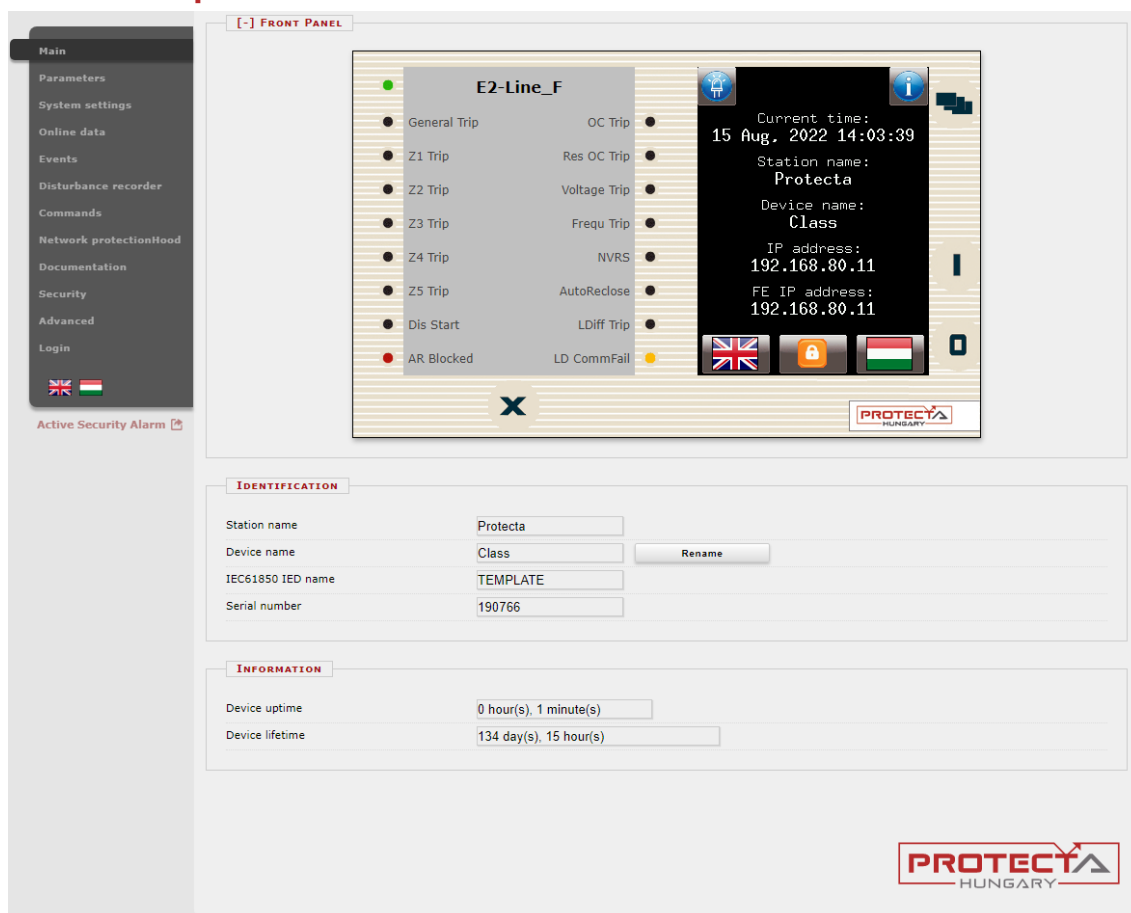 [-] FRONT PANEL
Main
Parameters
System settings
Online data
Events
Disturbance recorder
Commands
Network protectionHood
Documentation
Security
Advanced
Login
Active Security Alarm
E2-Line_F
General Trip OC Trip
Z1 Trip Res OC Trip
Z2 Trip Voltage Trip
Z3 Trip Frequ Trip
Z4 Trip NVRS
Z5 Trip AutoReclose
Dis Start LDiff Trip
AR Blocked LD CommFail
X
i
Current time:
15 Aug, 2022 14:03:39
Station name:
Protecta
Device name:
Class
IP address:
192.168.80.11
FE IP address:
192.168.80.11
I
O
PROTECTA
HUNGARY
IDENTIFICATION
Station name Protecta
Device name Class Rename
IEC61850 IED name TEMPLATE
Serial number 190766
INFORMATION
Device uptime 0 hour(s), 1 minute(s)
Device lifetime 134 day(s), 15 hour(s)
PROTECTA
HUNGARY